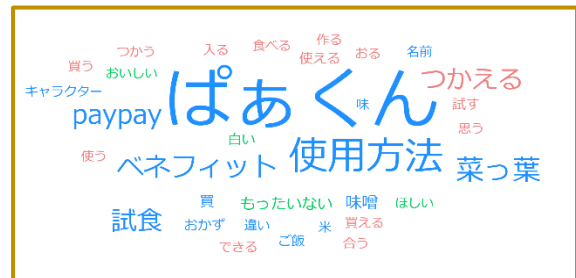 つかう 入る 食べる 作る 名前
買う おいしい 使える おる
キャラクター ぱぁくん つかえる
paypay 味 試す
白い 思う
使う ベネフィット 使用方法 菜っ葉
買 もったいない 味噌 ほしい
試食 おかず 違い 米 買える
できる ご飯 合う